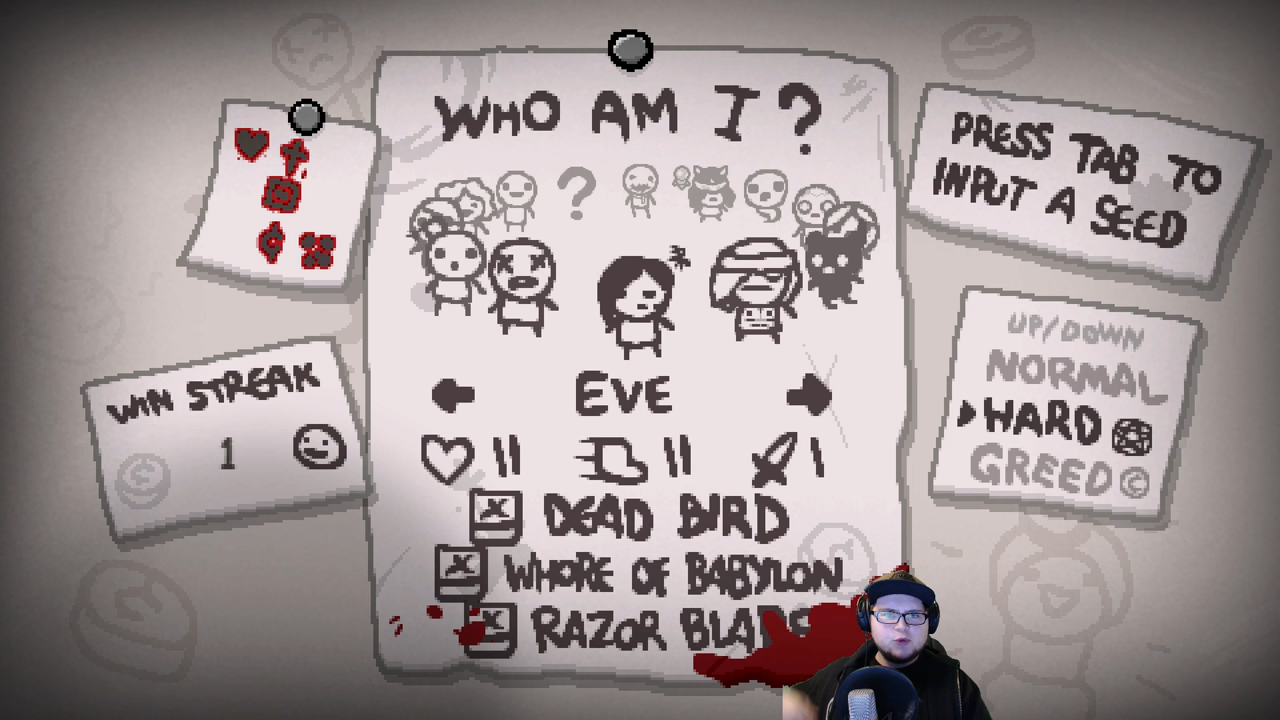 WHO AM I?
?
PRESS TAB TO
INPUT A SEED
WIN STREAK
1
UP/DOWN
NORMAL
HARD
GREED
EVE
DEAD BIRD
WHORE OF BABYLON
RAZOR BLADE